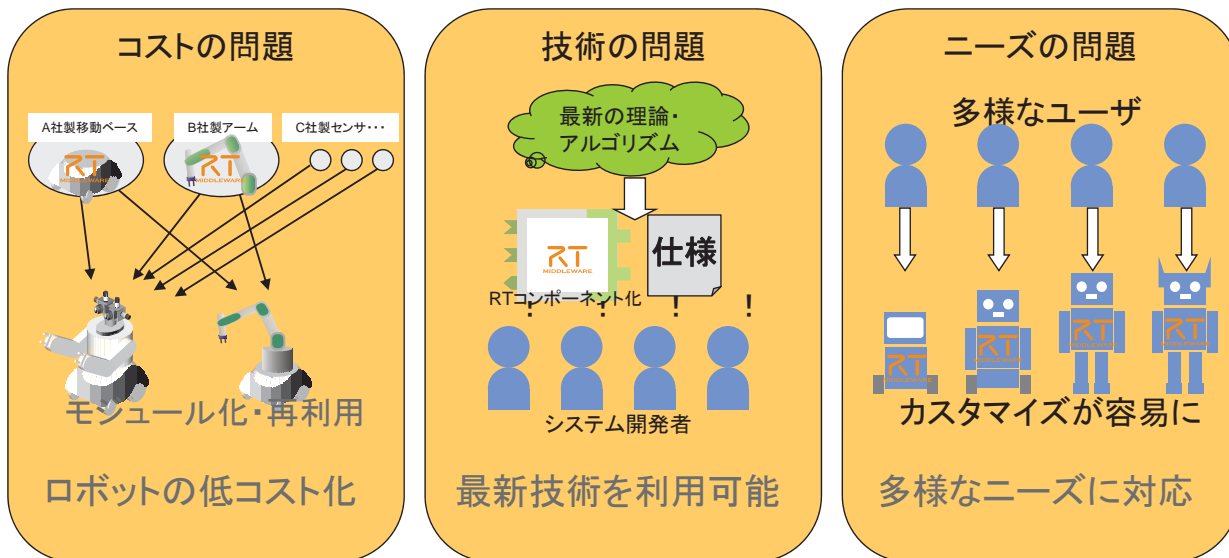 コストの問題
A社製移動ベース
B社製アーム
C社製センサ・・・
RT
MIDDLEWARE
RT
MIDDLEWARE
モジュール化・再利用
ロボットの低コスト化
技術の問題
最新の理論・
アルゴリズム
RT
MIDDLEWARE
仕様
RTコンポーネント化
! ! ! !
システム開発者
最新技術を利用可能
ニーズの問題
多様なユーザ
RT
MIDDLEWARE
RT
MIDDLEWARE
RT
MIDDLEWARE
RT
MIDDLEWARE
カスタマイズが容易に
多様なニーズに対応